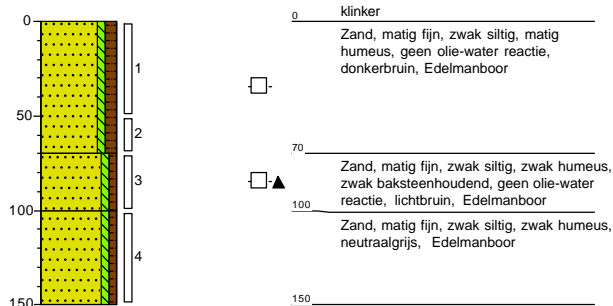 0
50
100
150
1
2
3
4
0
klinker
Zand, matig fijn, zwak siltig, matig
humeus, geen olie-water reactie,
donkerbruin, Edelmanboor
70
Zand, matig fijn, zwak siltig, zwak humeus,
zwak baksteenhoudend, geen olie-water
reactie, lichtbruin, Edelmanboor
100
Zand, matig fijn, zwak siltig, zwak humeus,
neutraalgrijs, Edelmanboor
150